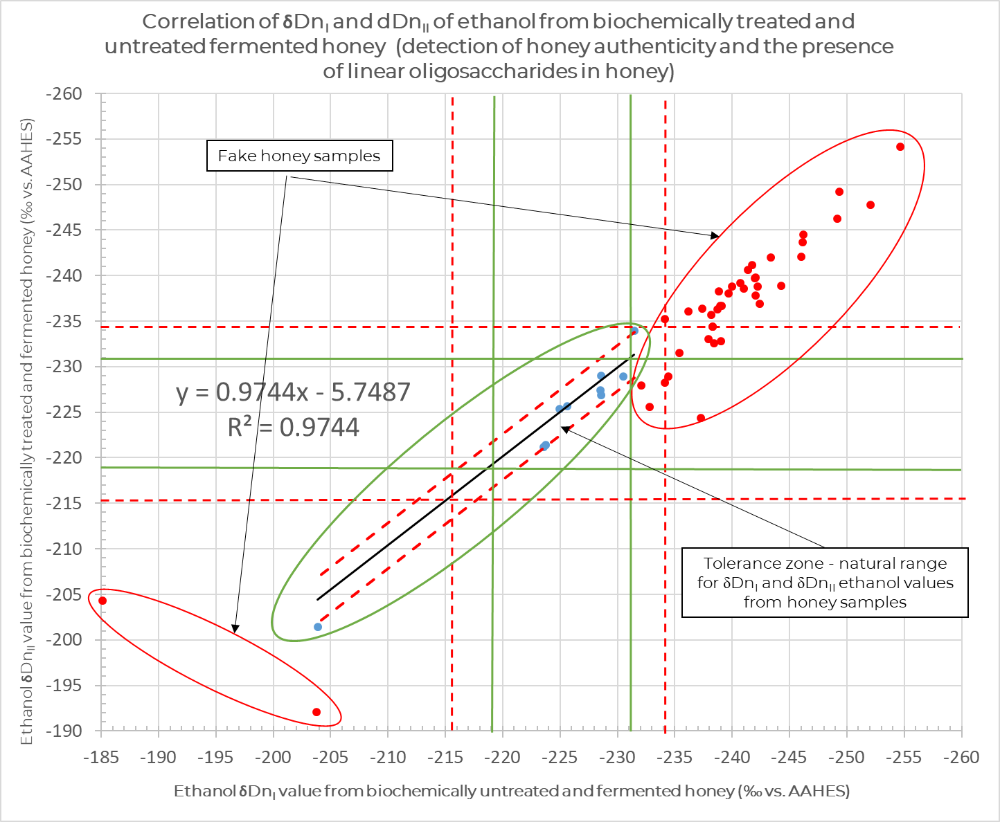 Correlation of δDnI and dDnII of ethanol from biochemically treated and
untreated fermented honey (detection of honey authenticity and the presence
of linear oligosaccharides in honey)
Ethanol δDnII value from biochemically treated and fermented honey (‰ vs. AAHES)
-260
-255
-250
-245
-240
-235
-230
-225
-220
-215
-210
-205
-200
-195
-190
Fake honey samples
y = 0.9744x - 5.7487
R² = 0.9744
Tolerance zone - natural range
for δDnI and δDnII ethanol values
from honey samples
-185 -190 -195 -200 -205 -210 -215 -220 -225 -230 -235 -240 -245 -250 -255 -260
Ethanol δDnI value from biochemically untreated and fermented honey (‰ vs. AAHES)